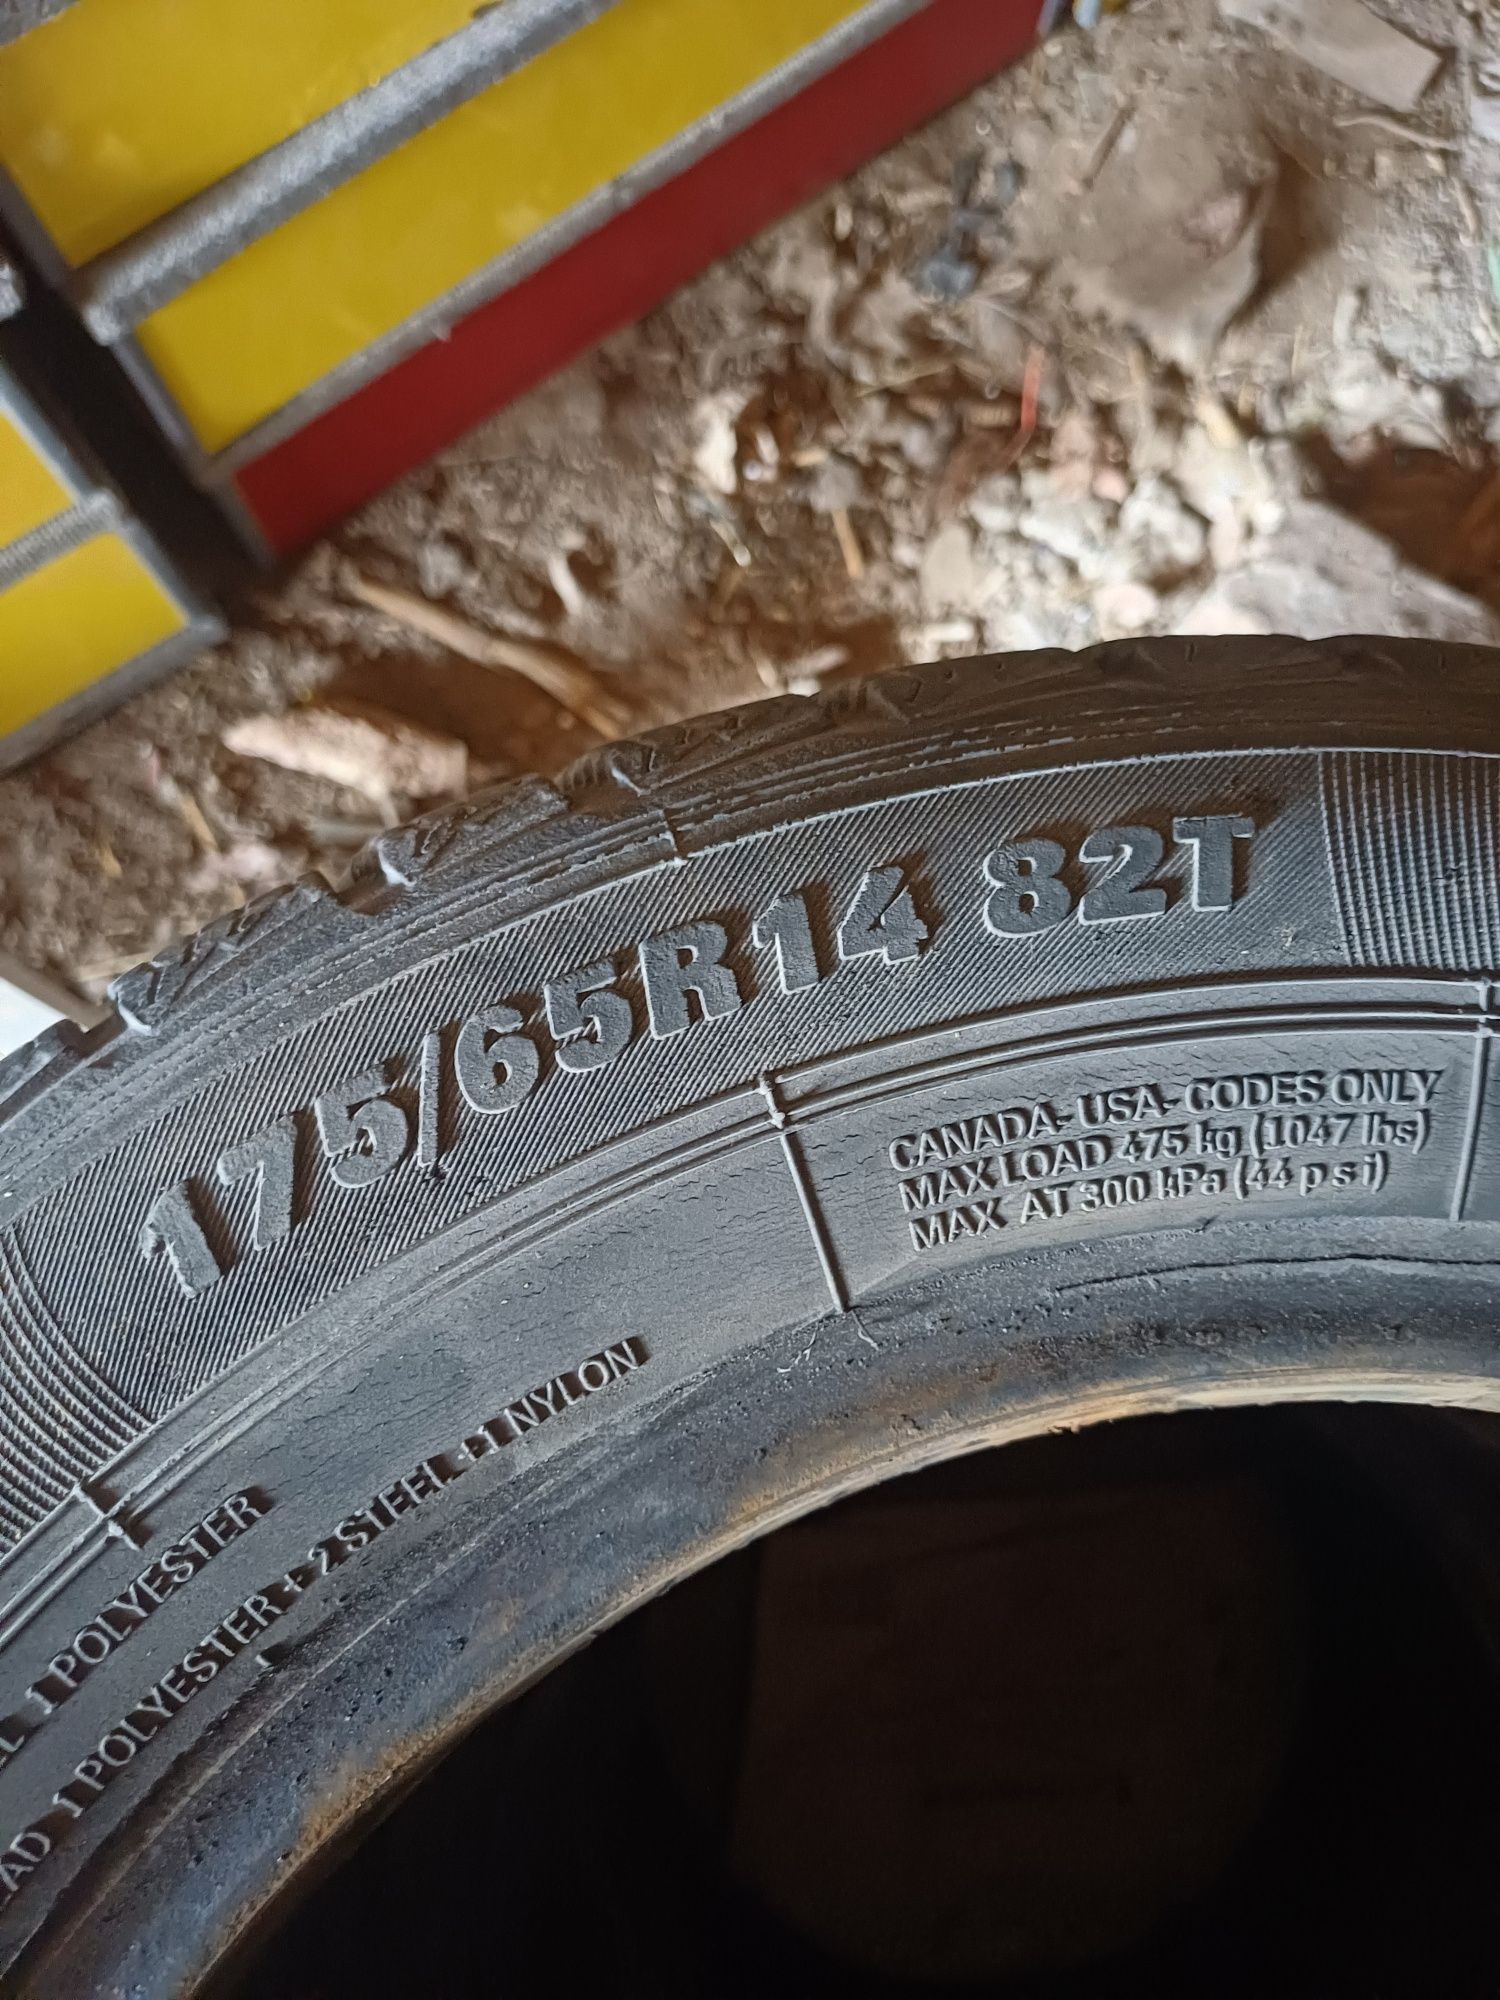 175/65R14 82T
CANADA-USA-CODES ONLY
MAX LOAD 475 kg (1047 lbs)
MAX AT 300 kPa (44 psi)
1 POLYESTER
1 POLYESTER + 2 STEEL + 1 NYLON